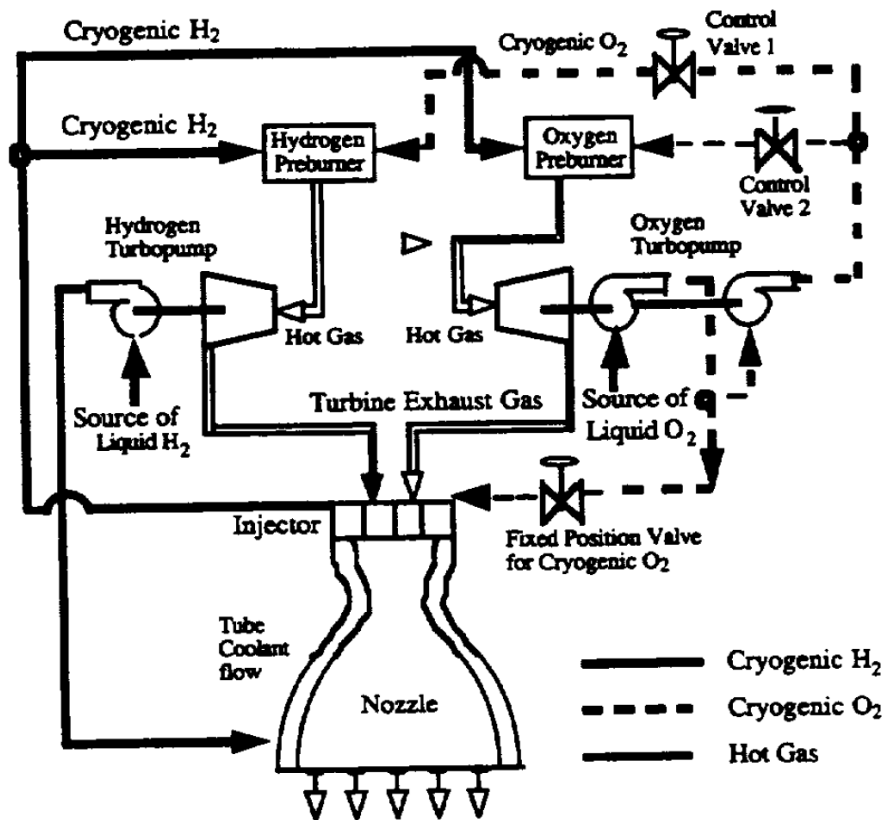 Cryogenic H2
Cryogenic O2
Control
Valve 1
Cryogenic H2
Hydrogen
Preburner
Oxygen
Preburner
Control
Valve 2
Hydrogen
Turbopump
Oxygen
Turbopump
Hot Gas
Hot Gas
Source of
Liquid H2
Turbine Exhaust Gas
Source of
Liquid O2
Injector
Fixed Position Valve
for Cryogenic O2
Tube
Coolant
flow
Nozzle
Cryogenic H2
Cryogenic O2
Hot Gas